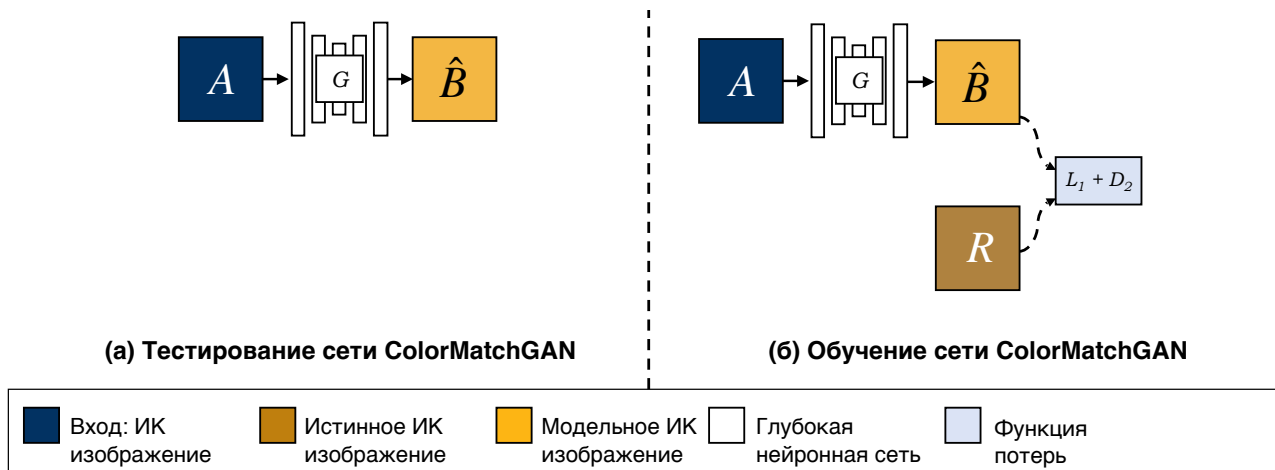 A
G
B̂
A
G
B̂
L₁ + D₂
R
(а) Тестирование сети ColorMatchGAN
(б) Обучение сети ColorMatchGAN
Вход: ИК
изображение
Истинное ИК
изображение
Модельное ИК
изображение
Глубокая
нейронная сеть
Функция
потерь